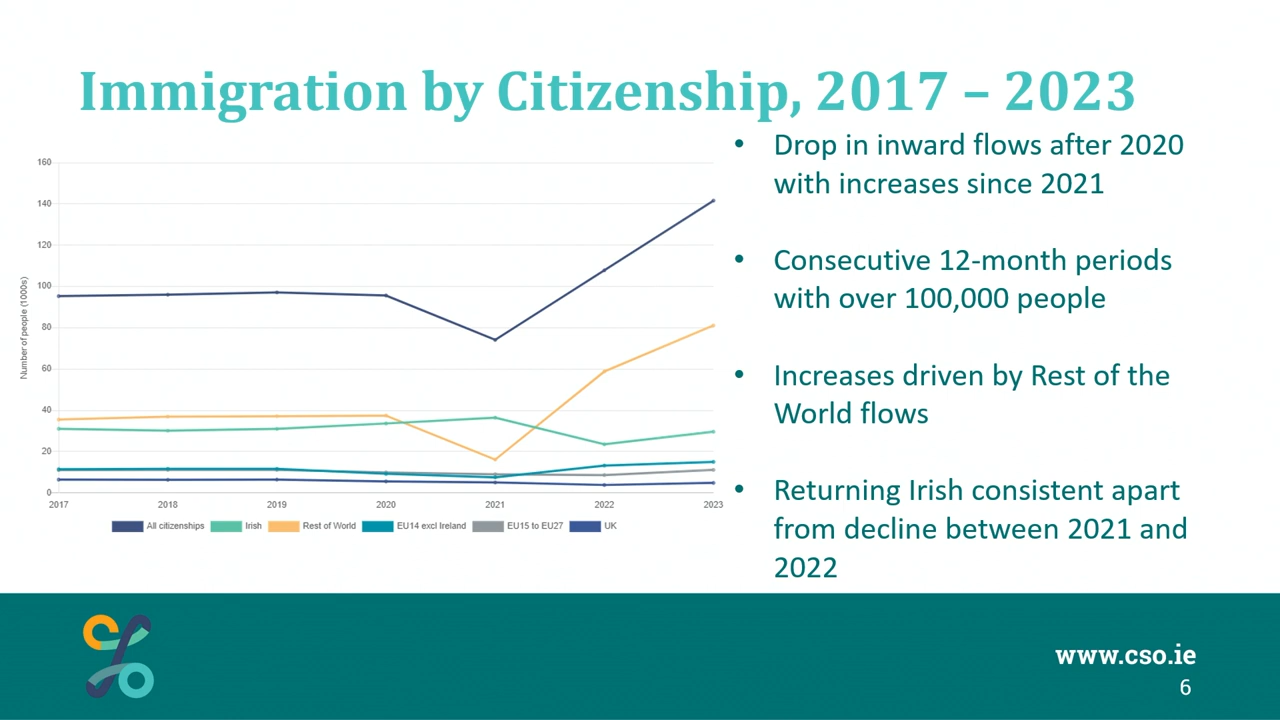 Immigration by Citizenship, 2017 – 2023
• Drop in inward flows after 2020
with increases since 2021
• Consecutive 12-month periods
with over 100,000 people
• Increases driven by Rest of the
World flows
• Returning Irish consistent apart
from decline between 2021 and
2022
Number of people (1000s)
160
140
120
100
80
60
40
20
0
2017 2018 2019 2020 2021 2022 2023
All citizenships Irish Rest of World EU14 excl Ireland EU15 to EU27 UK
www.cso.ie
6